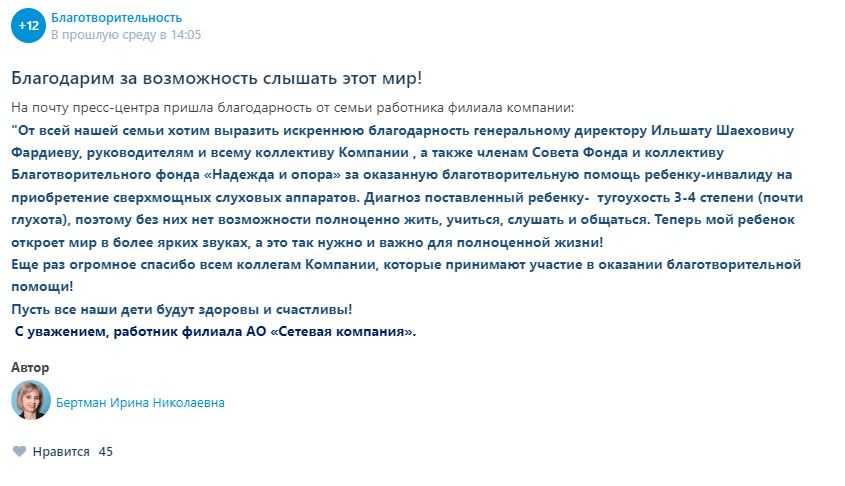 +12
Благотворительность
В прошлую среду в 14:05
Благодарим за возможность слышать этот мир!
На почту пресс-центра пришла благодарность от семьи работника филиала компании:
"От всей нашей семьи хотим выразить искреннюю благодарность генеральному директору Ильшату Шаеховичу
Фардиеву, руководителям и всему коллективу Компании , а также членам Совета Фонда и коллективу
Благотворительного фонда «Надежда и опора» за оказанную благотворительную помощь ребенку-инвалиду на
приобретение сверхмощных слуховых аппаратов. Диагноз поставленный ребенку-  тугоухость 3-4 степени (почти
глухота), поэтому без них нет возможности полноценно жить, учиться, слушать и общаться. Теперь мой ребенок
откроет мир в более ярких звуках, а это так нужно и важно для полноценной жизни!
Еще раз огромное спасибо всем коллегам Компании, которые принимают участие в оказании благотворительной
помощи!
Пусть все наши дети будут здоровы и счастливы!
С уважением, работник филиала АО «Сетевая компания».
Автор
Бертман Ирина Николаевна
Нравится 45